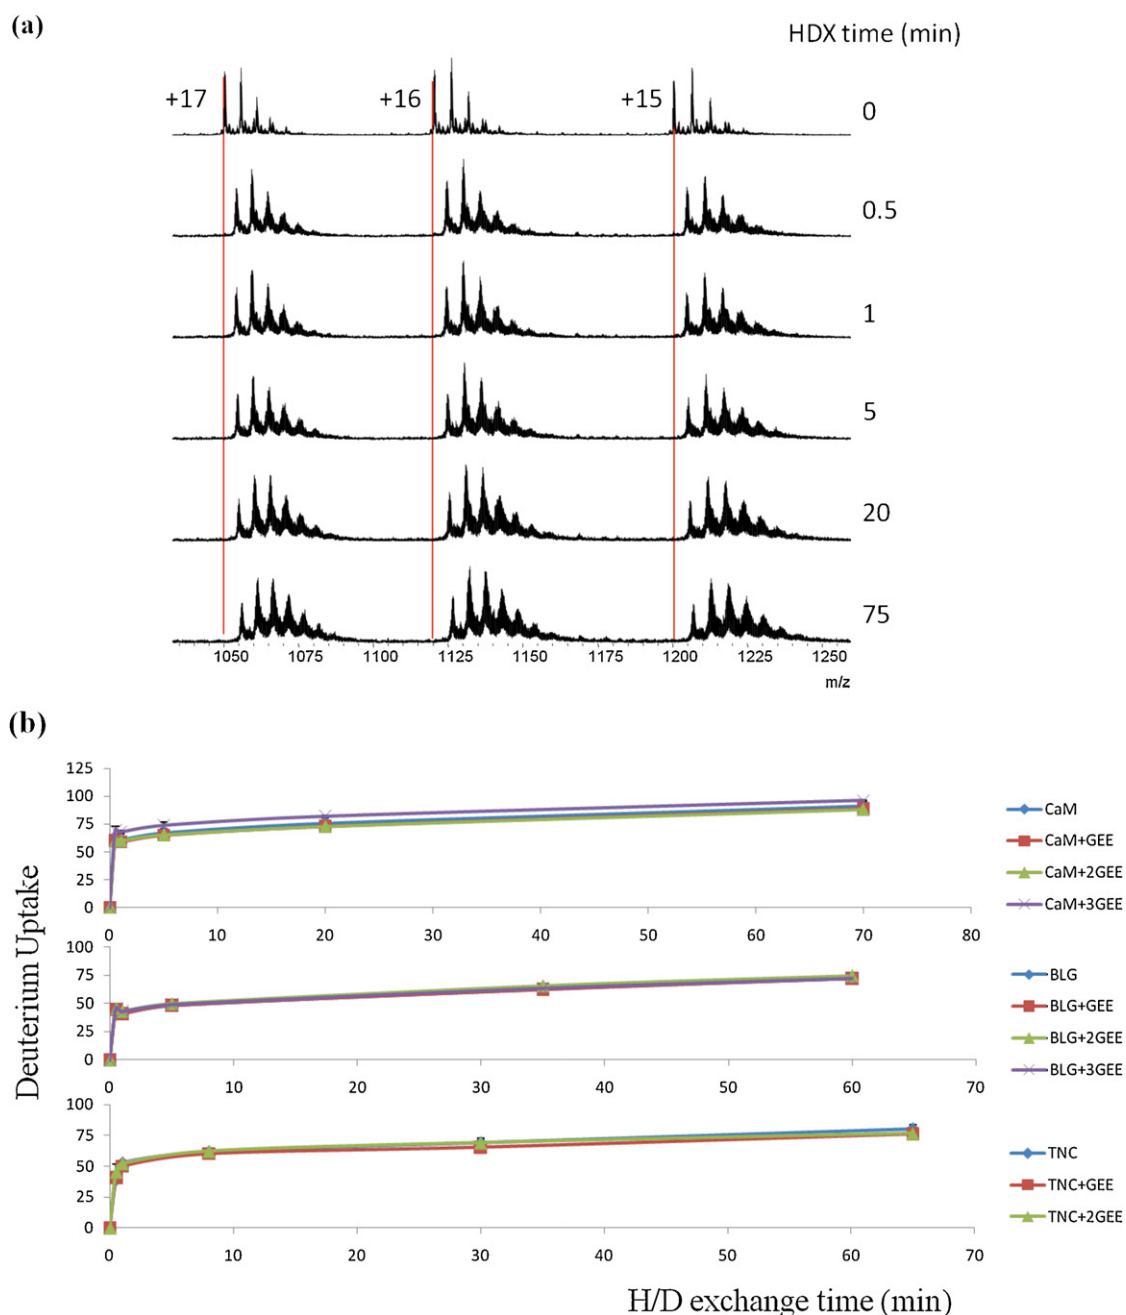 (a)
HDX time (min)
+17 +16 +15 0
0.5
1
5
20
75
1050 1075 1100 1125 1150 1175 1200 1225 1250
m/z
(b)
Deuterium Uptake
125
100
75
50
25
0
0 10 20 30 40 50 60 70 80
CaM
CaM+GEE
CaM+2GEE
CaM+3GEE
100
75
50
25
0
0 10 20 30 40 50 60 70
BLG
BLG+GEE
BLG+2GEE
BLG+3GEE
100
75
50
25
0
0 10 20 30 40 50 60 70
TNC
TNC+GEE
TNC+2GEE
H/D exchange time (min)